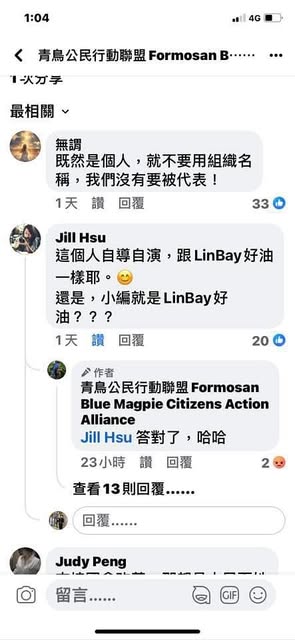 1:04
4G
青鳥公民行動聯盟 Formosan B……
1次分享
最相關
無謂
既然是個人，就不要用組織名
稱，我們沒有要被代表！
1天 讚 回覆 33
Jill Hsu
這個人自導自演，跟 LinBay 好油
一樣耶。😊
還是，小編就是 LinBay 好
油？？？
1天 讚 回覆 20
作者
青鳥公民行動聯盟 Formosan
Blue Magpie Citizens Action
Alliance
Jill Hsu 答對了，哈哈
23小時 讚 回覆 2
查看 13 則回覆……
回覆……
Judy Peng
留言……
GIF